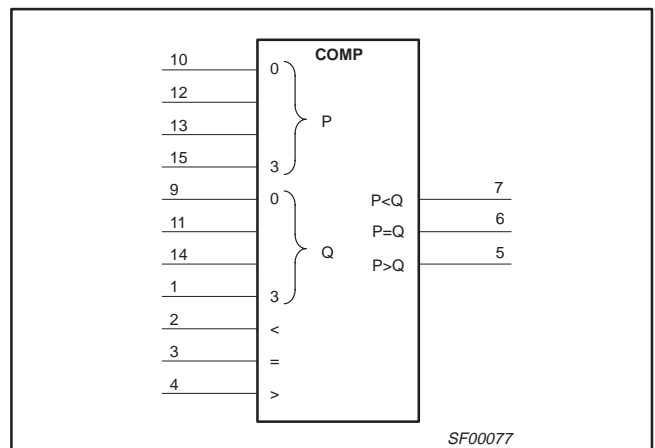 COMP
10 0
12
13 P
15 3
9 0 P<Q 7
11 P=Q 6
14 Q P>Q 5
1 3
2 <
3 =
4 >
SF00077